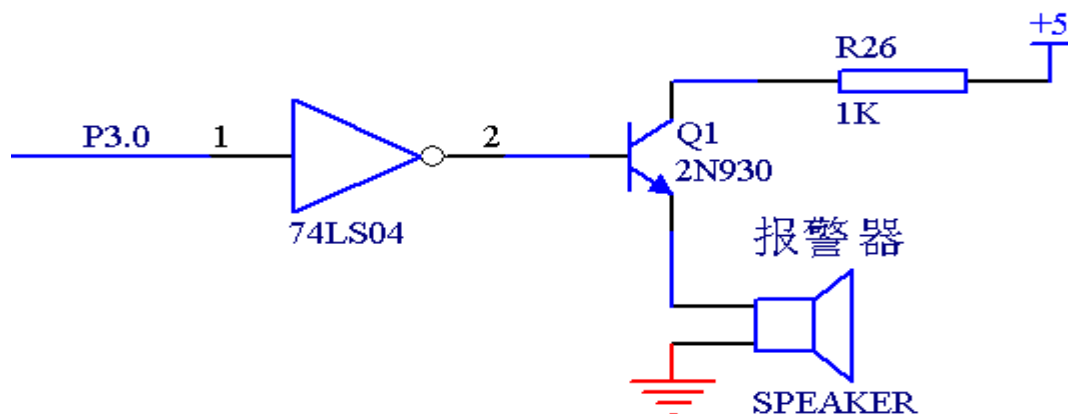 +5
R26
1K
P3.0
1
2
Q1
2N930
74LS04
报警器
SPEAKER